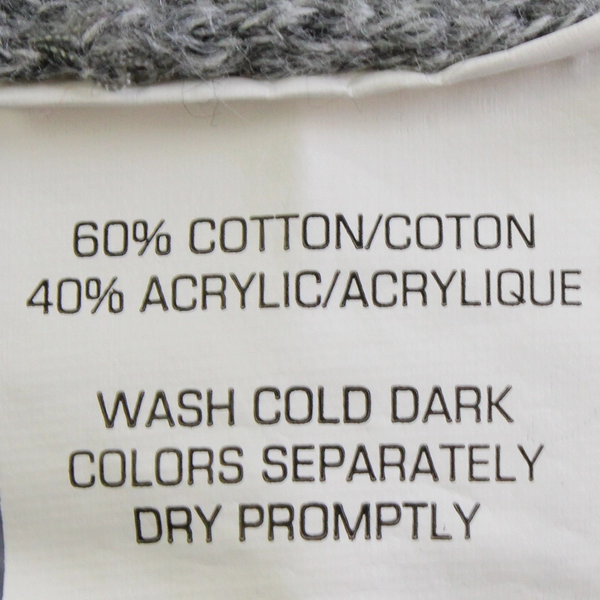 60% COTTON/COTON
40% ACRYLIC/ACRYLIQUE
WASH COLD DARK
COLORS SEPARATELY
DRY PROMPTLY